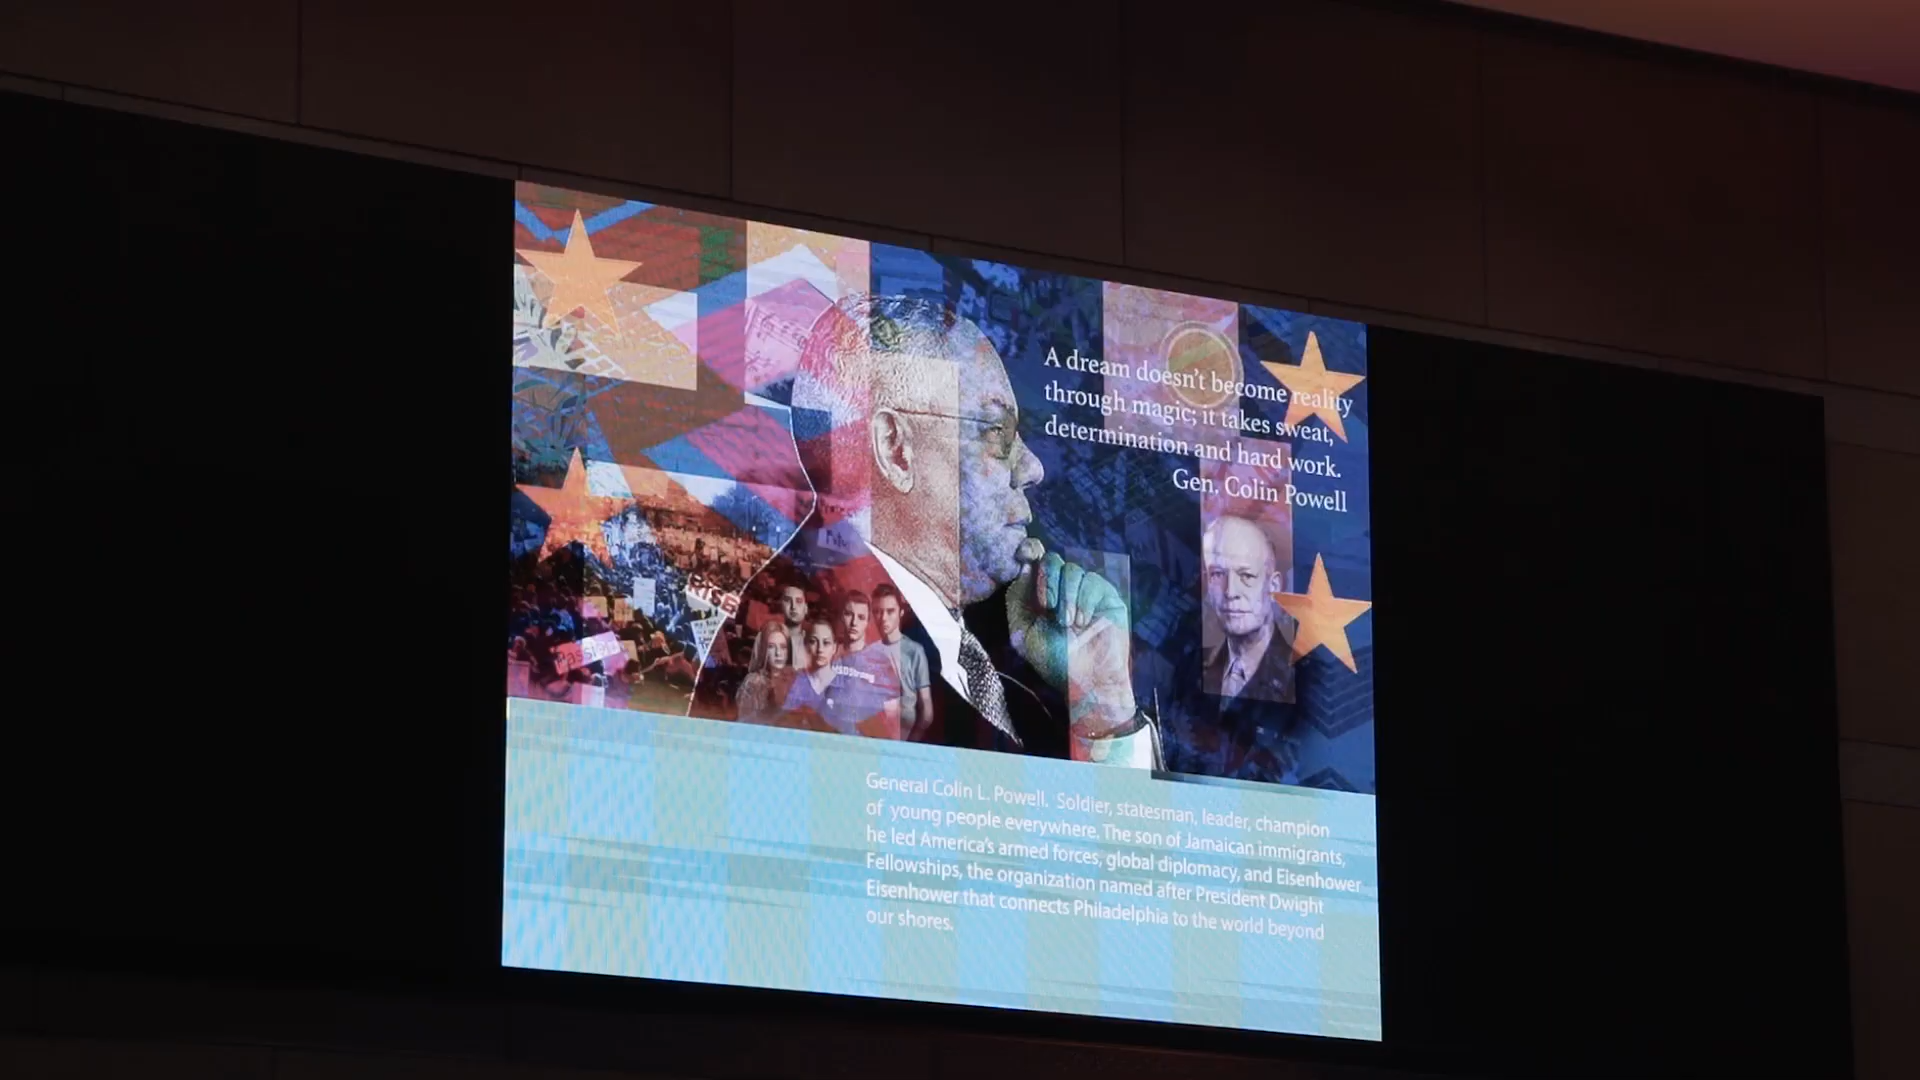 A dream doesn't become reality
through magic; it takes sweat,
determination and hard work.
Gen. Colin Powell
RISE
Passion
MSDStrong
General Colin L. Powell. Soldier, statesman, leader, champion
of young people everywhere. The son of Jamaican immigrants,
he led America's armed forces, global diplomacy, and Eisenhower
Fellowships, the organization named after President Dwight
Eisenhower that connects Philadelphia to the world beyond
our shores.